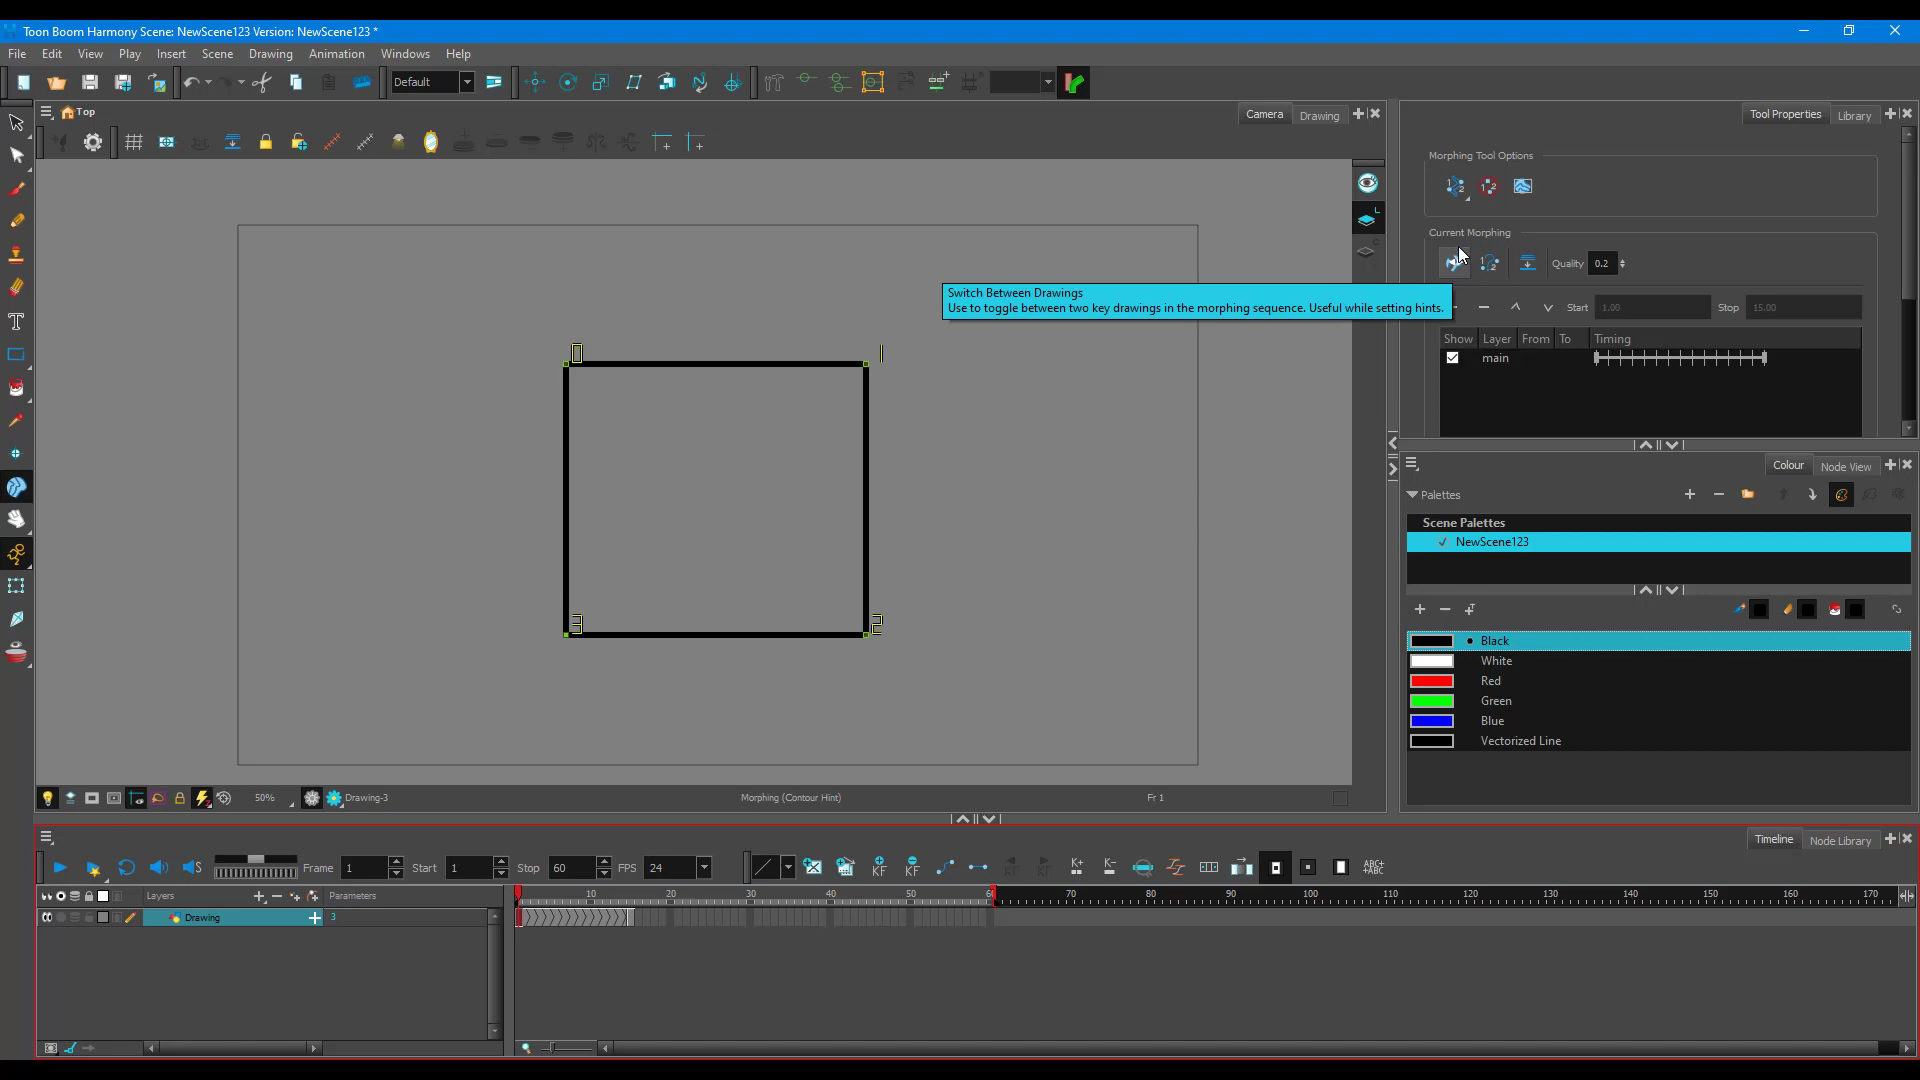 Toon Boom Harmony Scene: NewScene123 Version: NewScene123 *
File Edit View Play Insert Scene Drawing Animation Windows Help
Default
Top
Camera Drawing
Tool Properties Library
Morphing Tool Options
Current Morphing
Quality 0.2
Switch Between Drawings
Use to toggle between two key drawings in the morphing sequence. Useful while setting hints.
Start 1.00 Stop 15.00
Show Layer From To Timing
main
0 1
3 2
Colour Node View
Palettes
Scene Palettes
NewScene123
Black
White
Red
Green
Blue
Vectorized Line
50% Drawing-3 Morphing (Contour Hint) Fr 1
Timeline Node Library
Frame 1 Start 1 Stop 60 FPS 24
Layers Parameters
10 20 30 40 50 60 70 80 90 100 110 120 130 140 150 160 170
Drawing 3